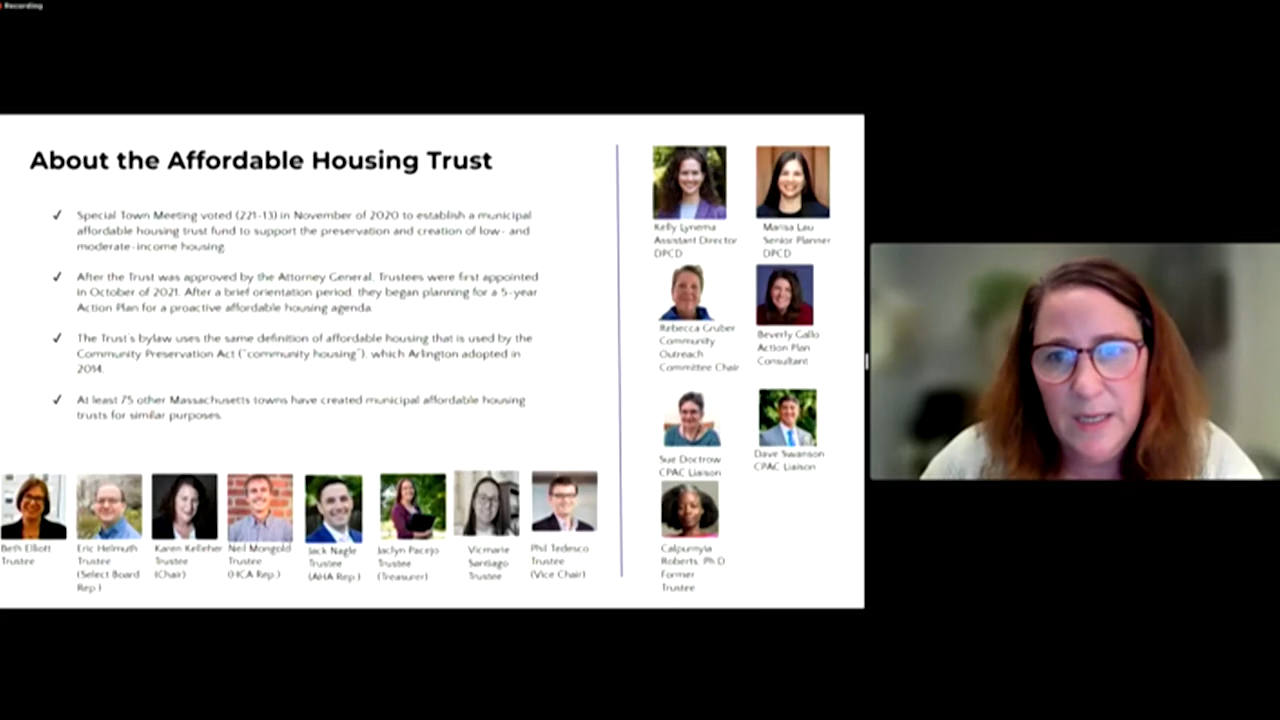 Recording
About the Affordable Housing Trust
✓ Special Town Meeting voted (221-13) in November of 2020 to establish a municipal
affordable housing trust fund to support the preservation and creation of low- and
moderate-income housing.
✓ After the Trust was approved by the Attorney General, Trustees were first appointed
in October of 2021. After a brief orientation period, they began planning for a 5-year
Action Plan for a proactive affordable housing agenda.
✓ The Trust's bylaw uses the same definition of affordable housing that is used by the
Community Preservation Act ("community housing"), which Arlington adopted in
2014.
✓ At least 75 other Massachusetts towns have created municipal affordable housing
trusts for similar purposes.
Beth Elliott
Trustee
Eric Helmuth
Trustee
(Select Board
Rep.)
Karen Kelleher
Trustee
(Chair)
Neil Mongold
Trustee
(HCA Rep.)
Jack Nagle
Trustee
(AHA Rep.)
Jaclyn Pacejo
Trustee
(Treasurer)
Vicmarie
Santiago
Trustee
Phil Tedesco
Trustee
(Vice Chair)
Kelly Lynema
Assistant Director
DPCD
Marisa Lau
Senior Planner
DPCD
Rebecca Gruber
Community
Outreach
Committee Chair
Beverly Gallo
Action Plan
Consultant
Sue Doctrow
CPAC Liaison
Dave Swanson
CPAC Liaison
Calpurnyia
Roberts, Ph.D
Former
Trustee